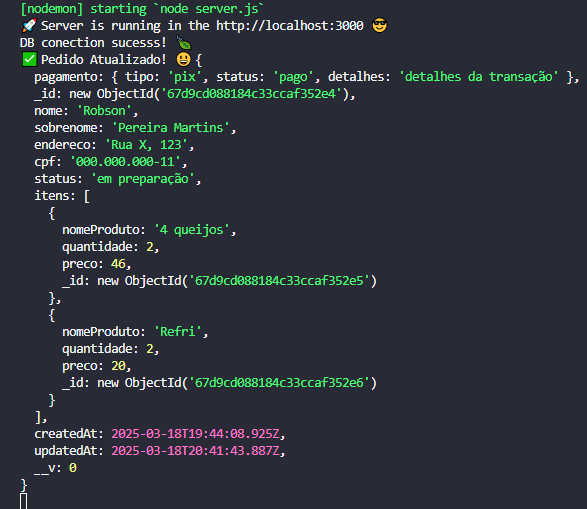 [nodemon] starting `node server.js`
🚀 Server is running in the http://localhost:3000 😎
DB conection sucesss! 🍃
✅ Pedido Atualizado! 😀 {
  pagamento: { tipo: 'pix', status: 'pago', detalhes: 'detalhes da transação' },
  _id: new ObjectId('67d9cd088184c33ccaf352e4'),
  nome: 'Robson',
  sobrenome: 'Pereira Martins',
  endereco: 'Rua X, 123',
  cpf: '000.000.000-11',
  status: 'em preparação',
  itens: [
    {
      nomeProduto: '4 queijos',
      quantidade: 2,
      preco: 46,
      _id: new ObjectId('67d9cd088184c33ccaf352e5')
    },
    {
      nomeProduto: 'Refri',
      quantidade: 2,
      preco: 20,
      _id: new ObjectId('67d9cd088184c33ccaf352e6')
    }
  ],
  createdAt: 2025-03-18T19:44:08.925Z,
  updatedAt: 2025-03-18T20:41:43.887Z,
  __v: 0
}